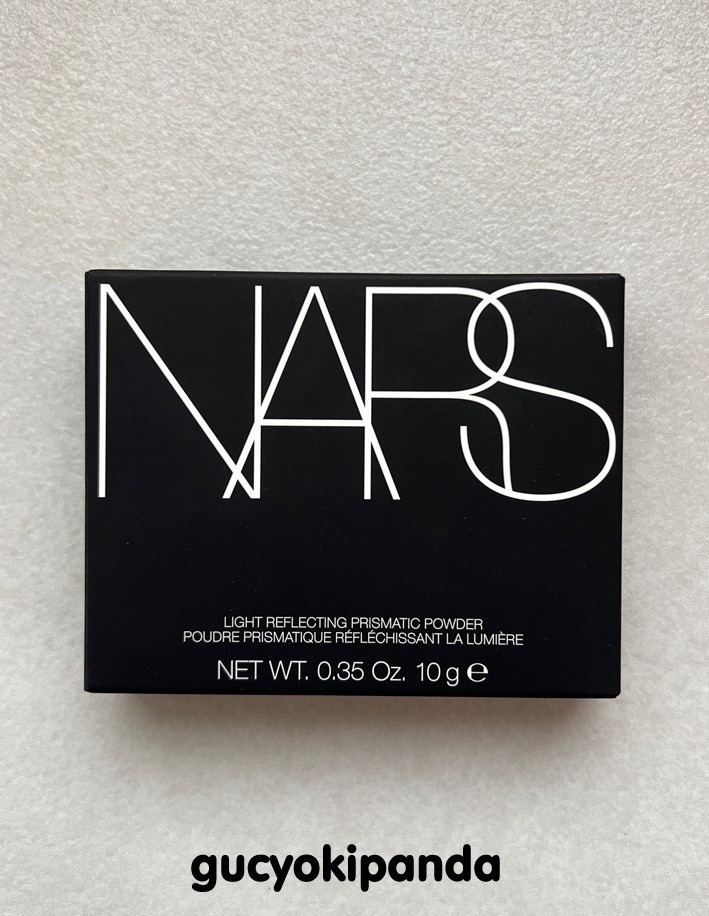 NARS
LIGHT REFLECTING PRISMATIC POWDER
POUDRE PRISMATIQUE RÉFLÉCHISSANT LA LUMIÈRE
NET WT. 0.35 Oz. 10 g ℮
gucyokipanda